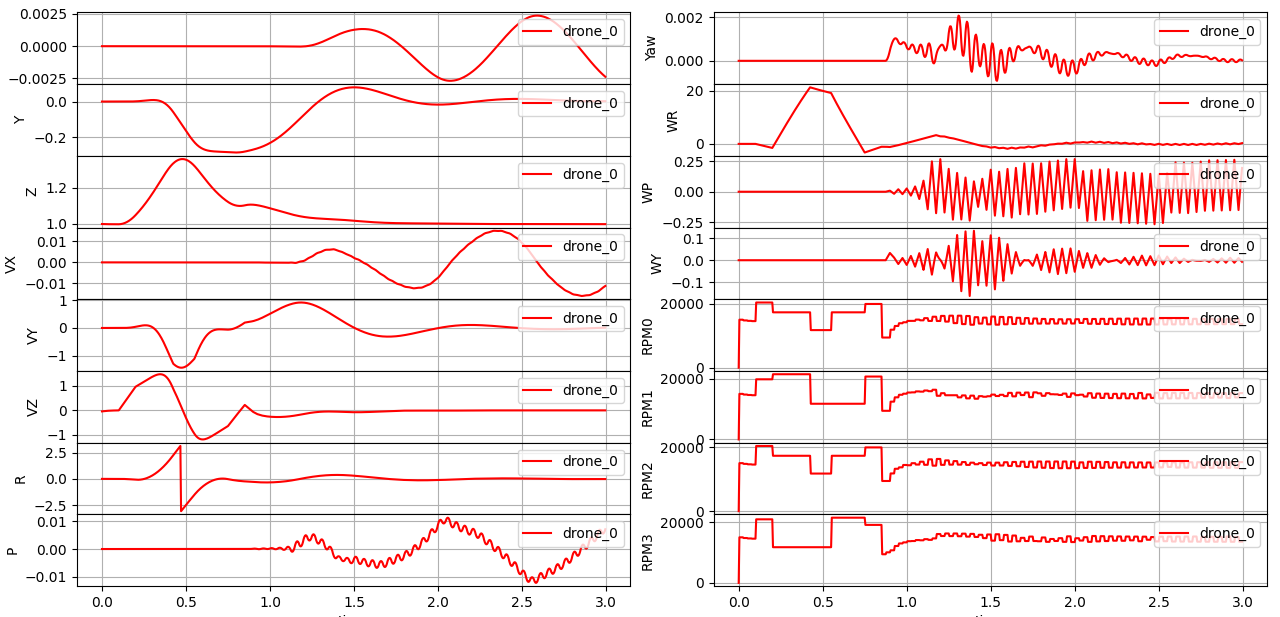 0.0025
0.0000
−0.0025
drone_0
Y
0.0
−0.2
drone_0
Z
1.2
1.0
drone_0
VX
0.01
0.00
−0.01
drone_0
VY
1
0
−1
drone_0
VZ
1
0
−1
drone_0
R
2.5
0.0
−2.5
drone_0
P
0.01
0.00
−0.01
drone_0
0.0 0.5 1.0 1.5 2.0 2.5 3.0
Yaw
0.002
0.000
drone_0
WR
20
0
drone_0
WP
0.25
0.00
−0.25
drone_0
WY
0.1
0.0
−0.1
drone_0
RPM0
20000
0
drone_0
RPM1
20000
0
drone_0
RPM2
20000
0
drone_0
RPM3
20000
0
drone_0
0.0 0.5 1.0 1.5 2.0 2.5 3.0